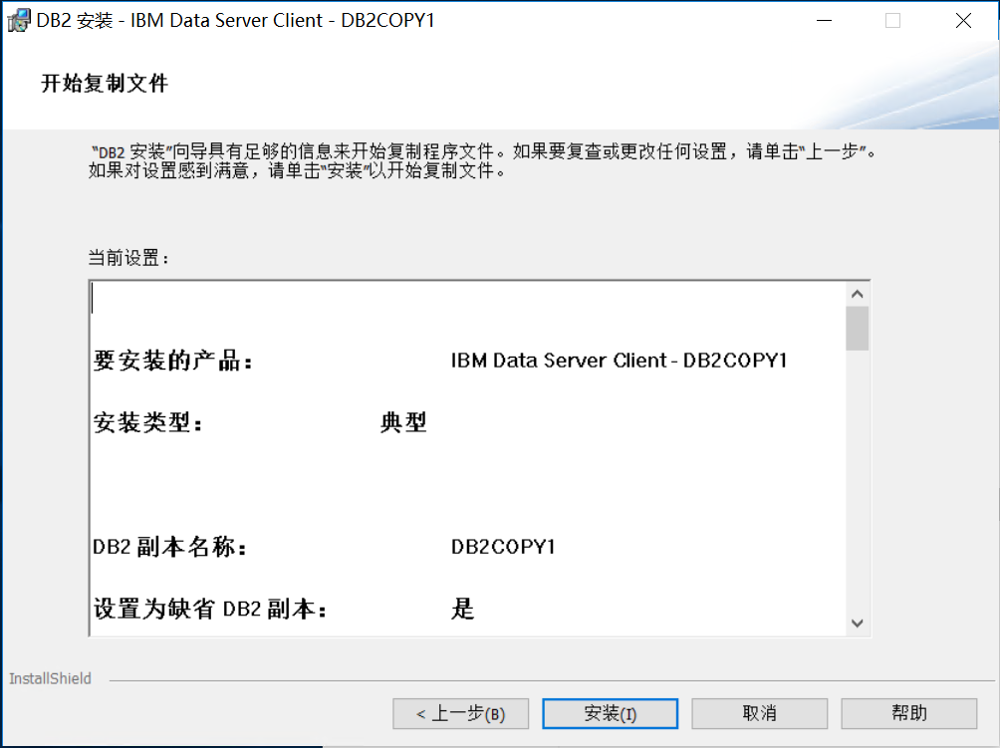 DB2 安装 - IBM Data Server Client - DB2COPY1
开始复制文件
“DB2 安装”向导具有足够的信息来开始复制程序文件。如果要复查或更改任何设置，请单击“上一步”。
如果对设置感到满意，请单击“安装”以开始复制文件。
当前设置：
要安装的产品： IBM Data Server Client - DB2COPY1
安装类型： 典型
DB2 副本名称： DB2COPY1
设置为缺省 DB2 副本： 是
InstallShield
< 上一步(B) 安装(I) 取消 帮助